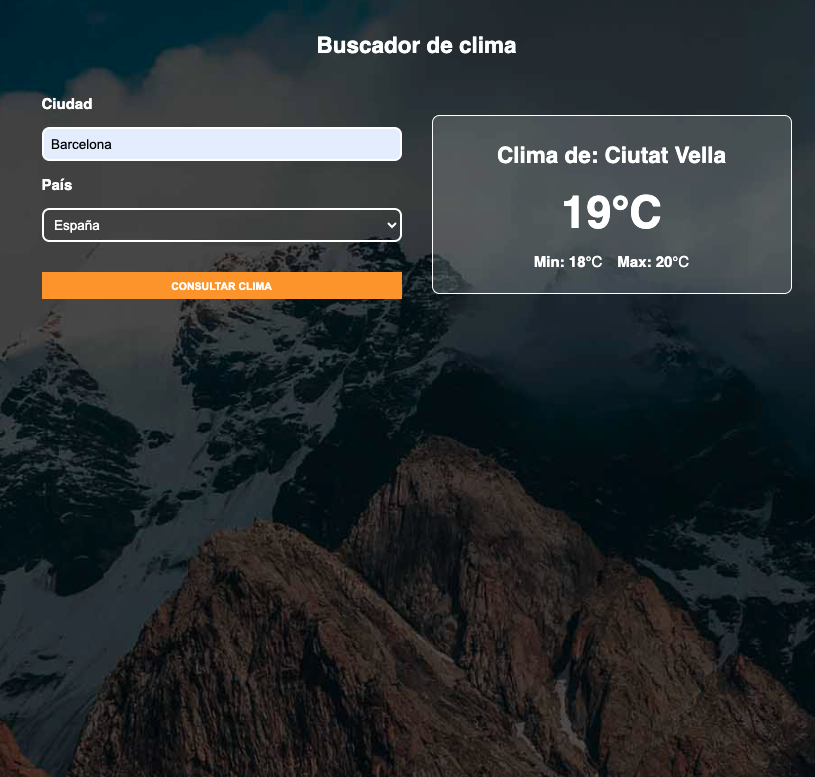 Buscador de clima
Ciudad
Barcelona
País
España
CONSULTAR CLIMA
Clima de: Ciutat Vella
19°C
Min: 18°C Max: 20°C